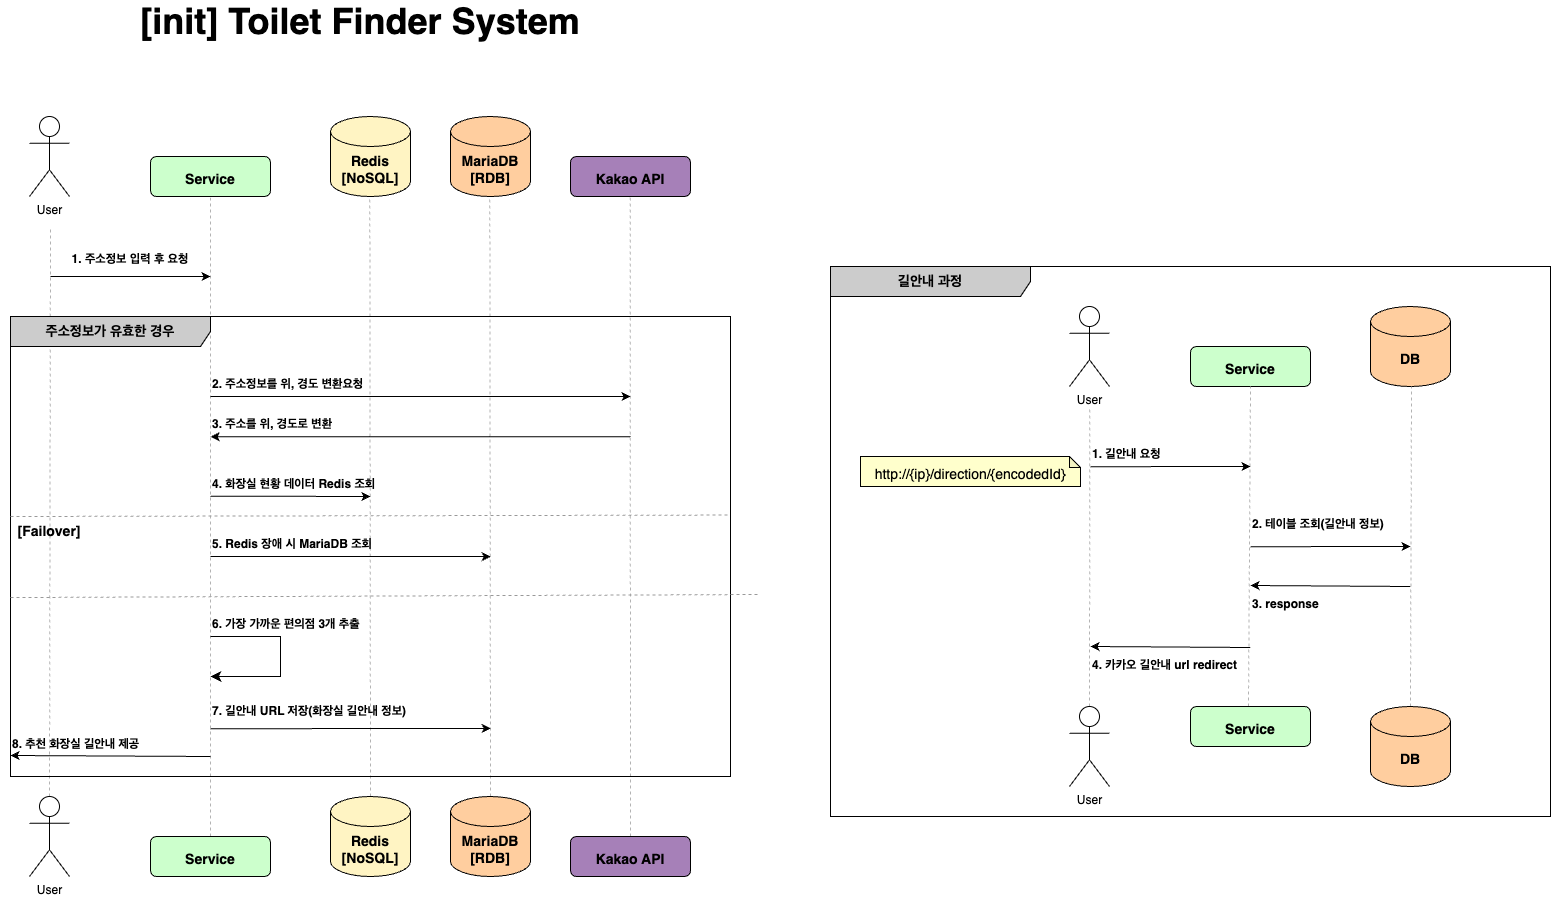 [init] Toilet Finder System
User
Service
Redis
[NoSQL]
MariaDB
[RDB]
Kakao API
1. 주소정보 입력 후 요청
주소정보가 유효한 경우
2. 주소정보를 위, 경도 변환요청
3. 주소를 위, 경도로 변환
4. 화장실 현황 데이터 Redis 조회
[Failover]
5. Redis 장애 시 MariaDB 조회
6. 가장 가까운 편의점 3개 추출
7. 길안내 URL 저장(화장실 길안내 정보)
8. 추천 화장실 길안내 제공
User
Service
Redis
[NoSQL]
MariaDB
[RDB]
Kakao API
길안내 과정
User
Service
DB
http://{ip}/direction/{encodedId}
1. 길안내 요청
2. 테이블 조회(길안내 정보)
3. response
4. 카카오 길안내 url redirect
User
Service
DB